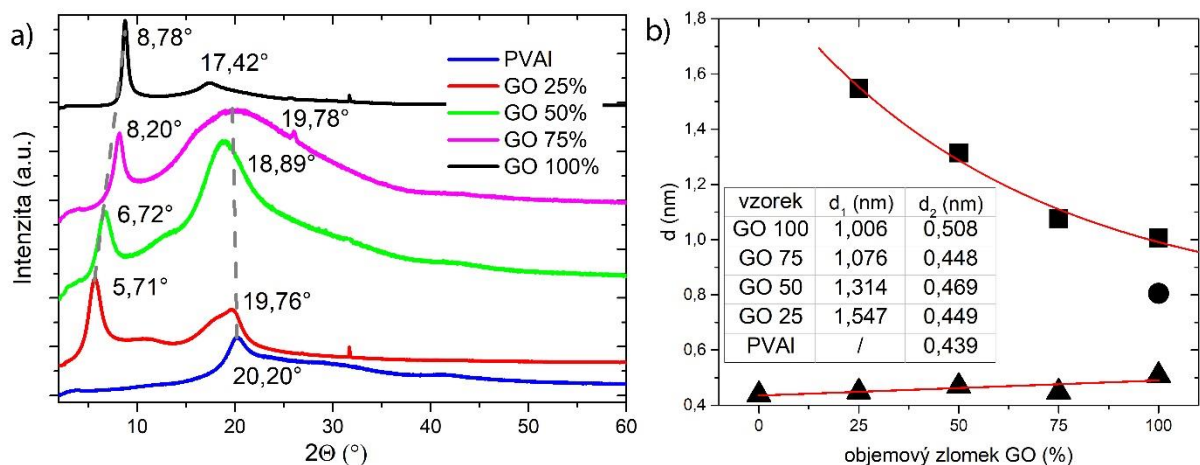 a)
8,78°
17,42°
8,20°
19,78°
18,89°
6,72°
5,71°
19,76°
20,20°
PVAl
GO 25%
GO 50%
GO 75%
GO 100%
Intenzita (a.u.)
5 10 20 30 40 50 60
2Θ (°)
b)
1,8
1,6
1,4
1,2
1,0
0,8
0,6
0,4
d (nm)
vzorek d1 (nm) d2 (nm)
GO 100 1,006 0,508
GO 75 1,076 0,448
GO 50 1,314 0,469
GO 25 1,547 0,449
PVAl / 0,439
0 25 50 75 100
objemový zlomek GO (%)